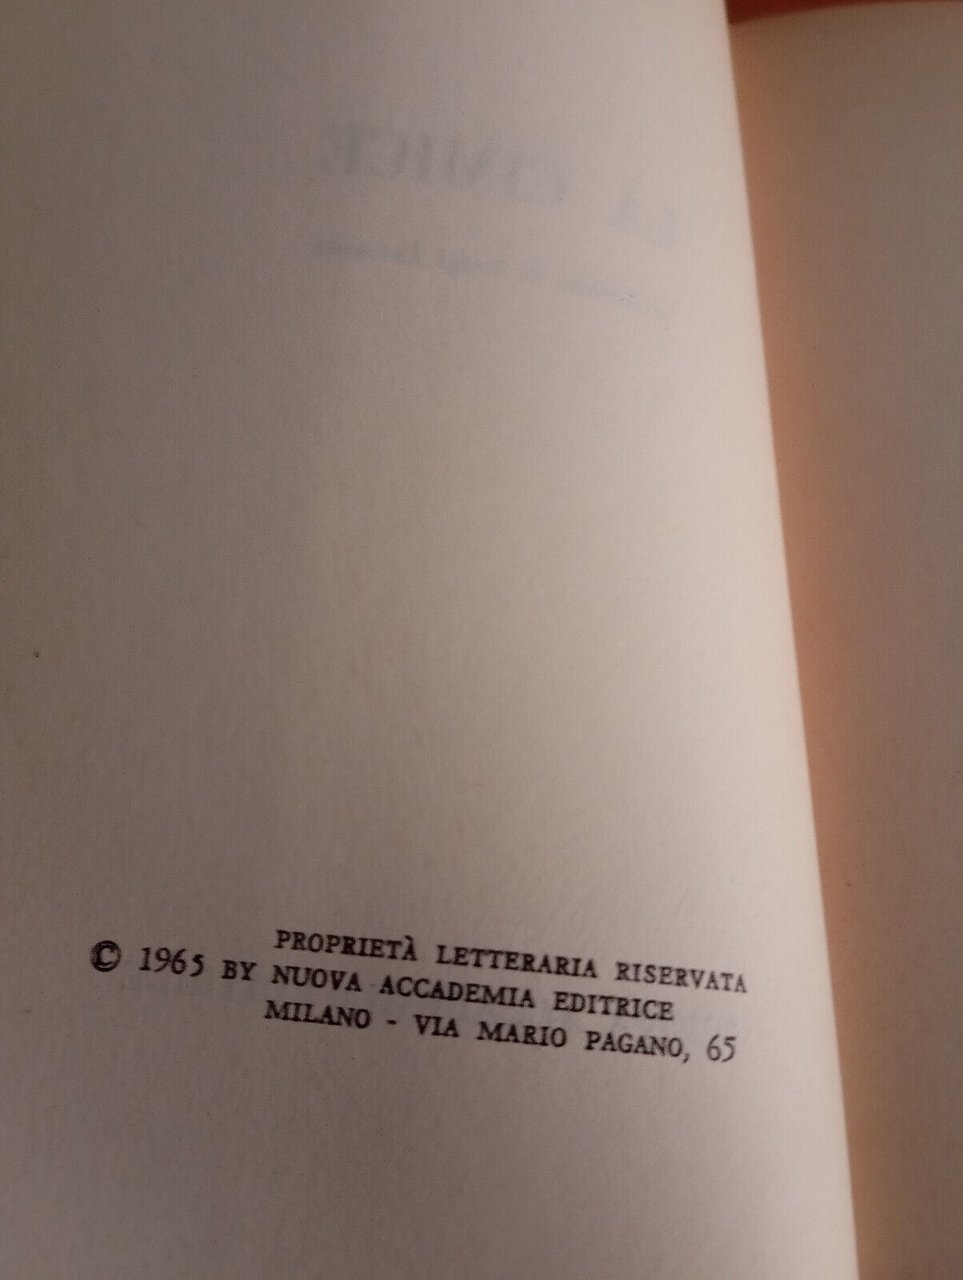 PROPRIETÀ LETTERARIA RISERVATA
© 1965 BY NUOVA ACCADEMIA EDITRICE
MILANO - VIA MARIO PAGANO, 65